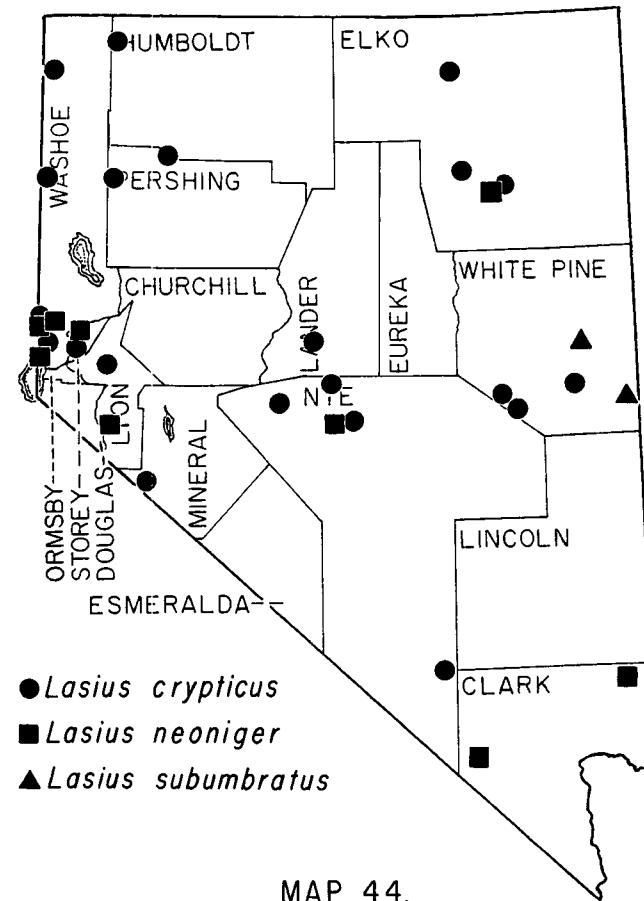 HUMBOLDT
ELKO
WASHOE
PERSHING
CHURCHILL
LANDER
EUREKA
WHITE PINE
LYON
NYE
MINERAL
ORMSBY
STOREY
DOUGLAS
LINCOLN
ESMERALDA
CLARK
Lasius crypticus
Lasius neoniger
Lasius subumbratus
MAP 44.